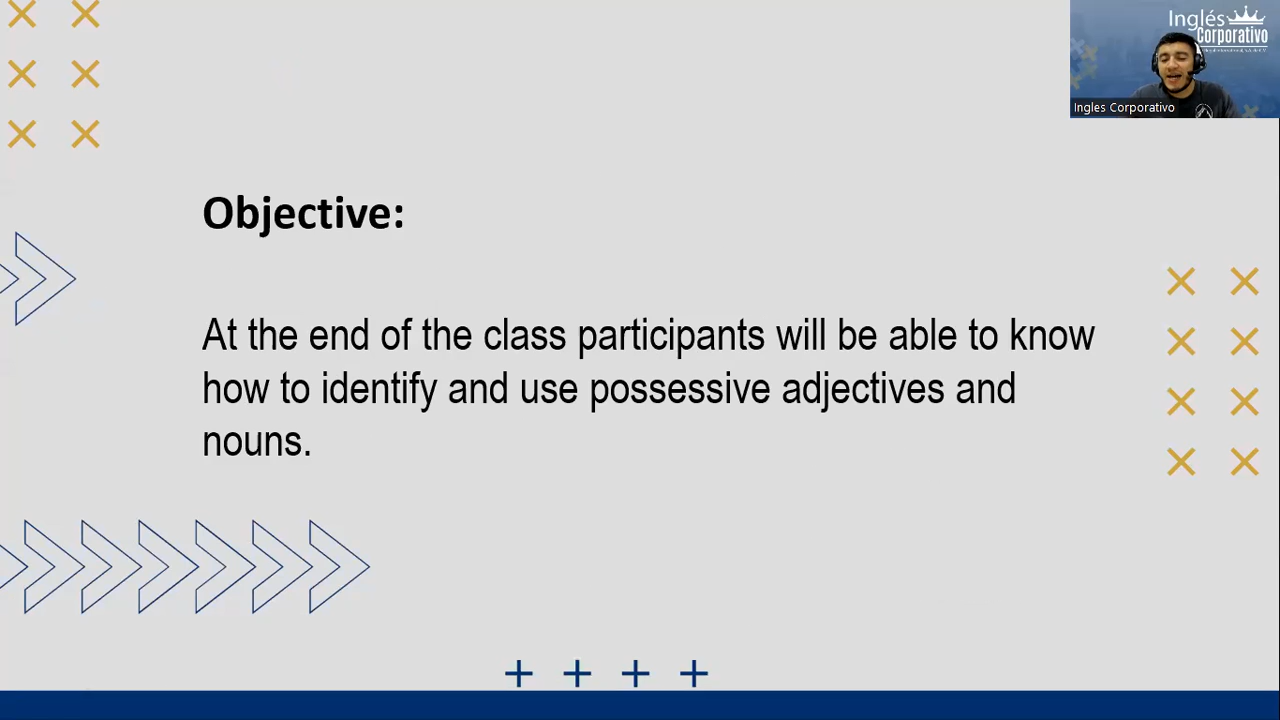 Inglés
Corporativo
Ingles Corporativo
Objective:
At the end of the class participants will be able to know
how to identify and use possessive adjectives and
nouns.